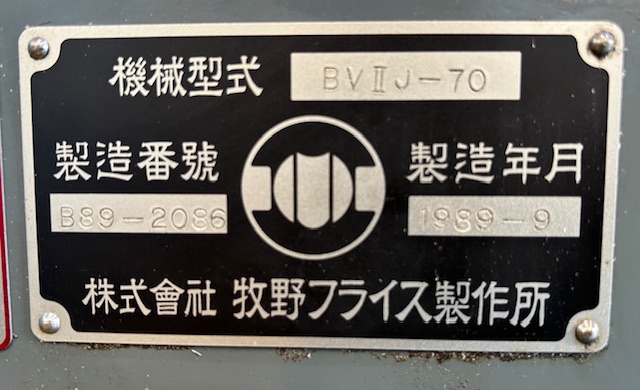 機械型式 BVⅡJ-70
製造番號 製造年月
B89-2086 1989-9
株式會社 牧野フライス製作所